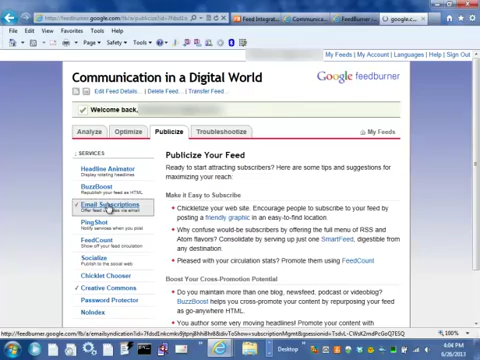 feedburner.google.com
Feed Integrat...
Communica...
FeedBurner
google.co...
File Edit View Favorites Tools Help
Page Safety Tools
My Feeds | My Account | Languages | Help | Sign Out
Communication in a Digital World
Google feedburner
Edit Feed Details... | Delete Feed... | Transfer Feed...
Welcome back,
Analyze Optimize Publicize Troubleshootize My Feeds
SERVICES
Headline Animator
Display rotating headlines
BuzzBoost
Republish your feed as HTML
Email Subscriptions
Offer feed updates via email
PingShot
Notify services when you post
FeedCount
Show off your feed circulation
Socialize
Publish to the social web
Chicklet Chooser
Creative Commons
Password Protector
NoIndex
Publicize Your Feed
Ready to start attracting subscribers? Here are some tips and suggestions for
maximizing your reach:
Make it Easy to Subscribe
Chickletize your web site. Encourage people to subscribe to your feed by
posting a friendly graphic in an easy-to-find location.
Why confuse would-be subscribers by offering the full menu of RSS and
Atom flavors? Consolidate by serving up just one SmartFeed, digestible from
any destination.
Pleased with your circulation stats? Promote them using FeedCount
Boost Your Cross-Promotion Potential
Do you maintain more than one blog, newsfeed, podcast or videoblog?
BuzzBoost helps you cross-promote your content by repurposing your feed
as go-anywhere HTML.
You author some very moving headlines! Promote your content with
100%
Desktop
4:04 PM
6/26/2013